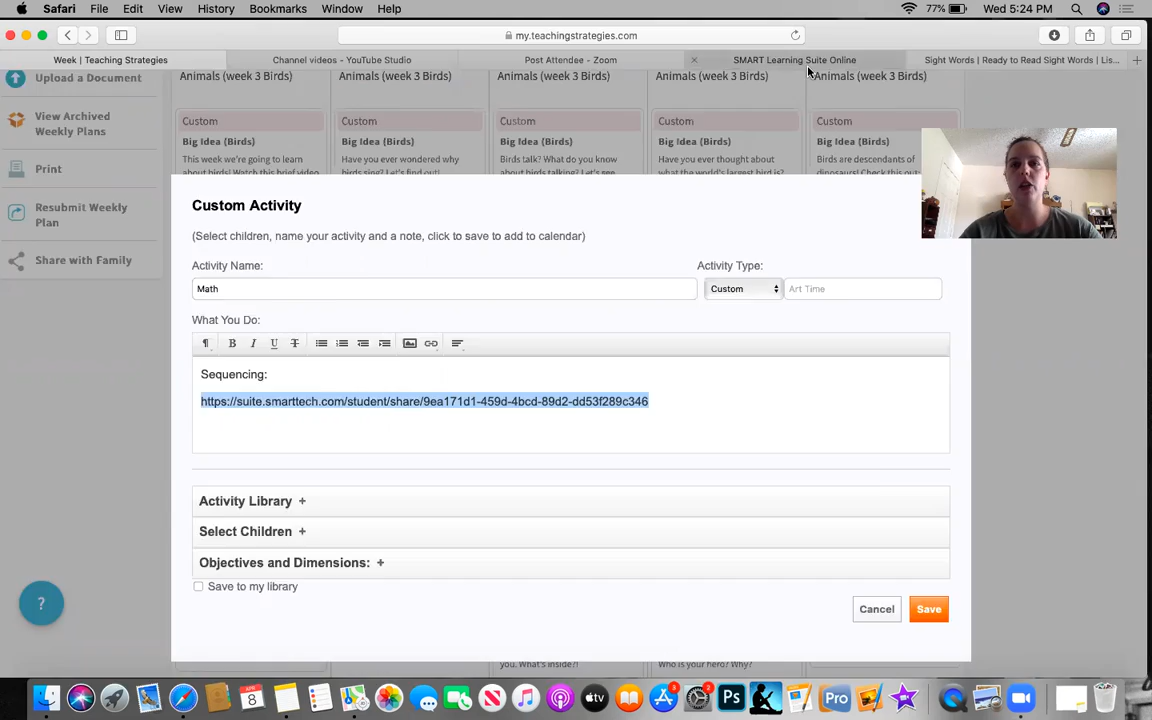 Safari File Edit View History Bookmarks Window Help 77% Wed 5:24 PM
my.teachingstrategies.com
Week | Teaching Strategies Channel videos - YouTube Studio Post Attendee - Zoom SMART Learning Suite Online Sight Words | Ready to Read Sight Words | Lis...
Upload a Document
View Archived
Weekly Plans
Print
Resubmit Weekly
Plan
Share with Family
Animals (week 3 Animals (week 3 Animals (week 3 Animals (week 3 Animals (week 3
Custom Custom Custom Custom Custom
Big Idea (Birds) Big Idea (Birds) Big Idea (Birds) Big Idea (Birds) Big Idea (Birds)
This week we're going to learn Have you ever wondered why Birds talk? What do you know Have you ever thought about Birds are descendants of
about birds! Watch this brief video birds sing? Let's find out! about birds talking? Let's see what the world's largest bird is? dinosaurs! Check this out:
Custom Activity
(Select children, name your activity and a note, click to save to add to calendar)
Activity Name: Activity Type:
Math Custom Art Time
What You Do:
¶ B I U T
Sequencing:
https://suite.smarttech.com/student/share/9ea171d1-459d-4bcd-89d2-dd53f289c346
Activity Library +
Select Children +
Objectives and Dimensions: +
Save to my library
Cancel Save
?
you. What's inside?! Who is your hero? Why?
APR
8
3
2
Ps
Pro
tv